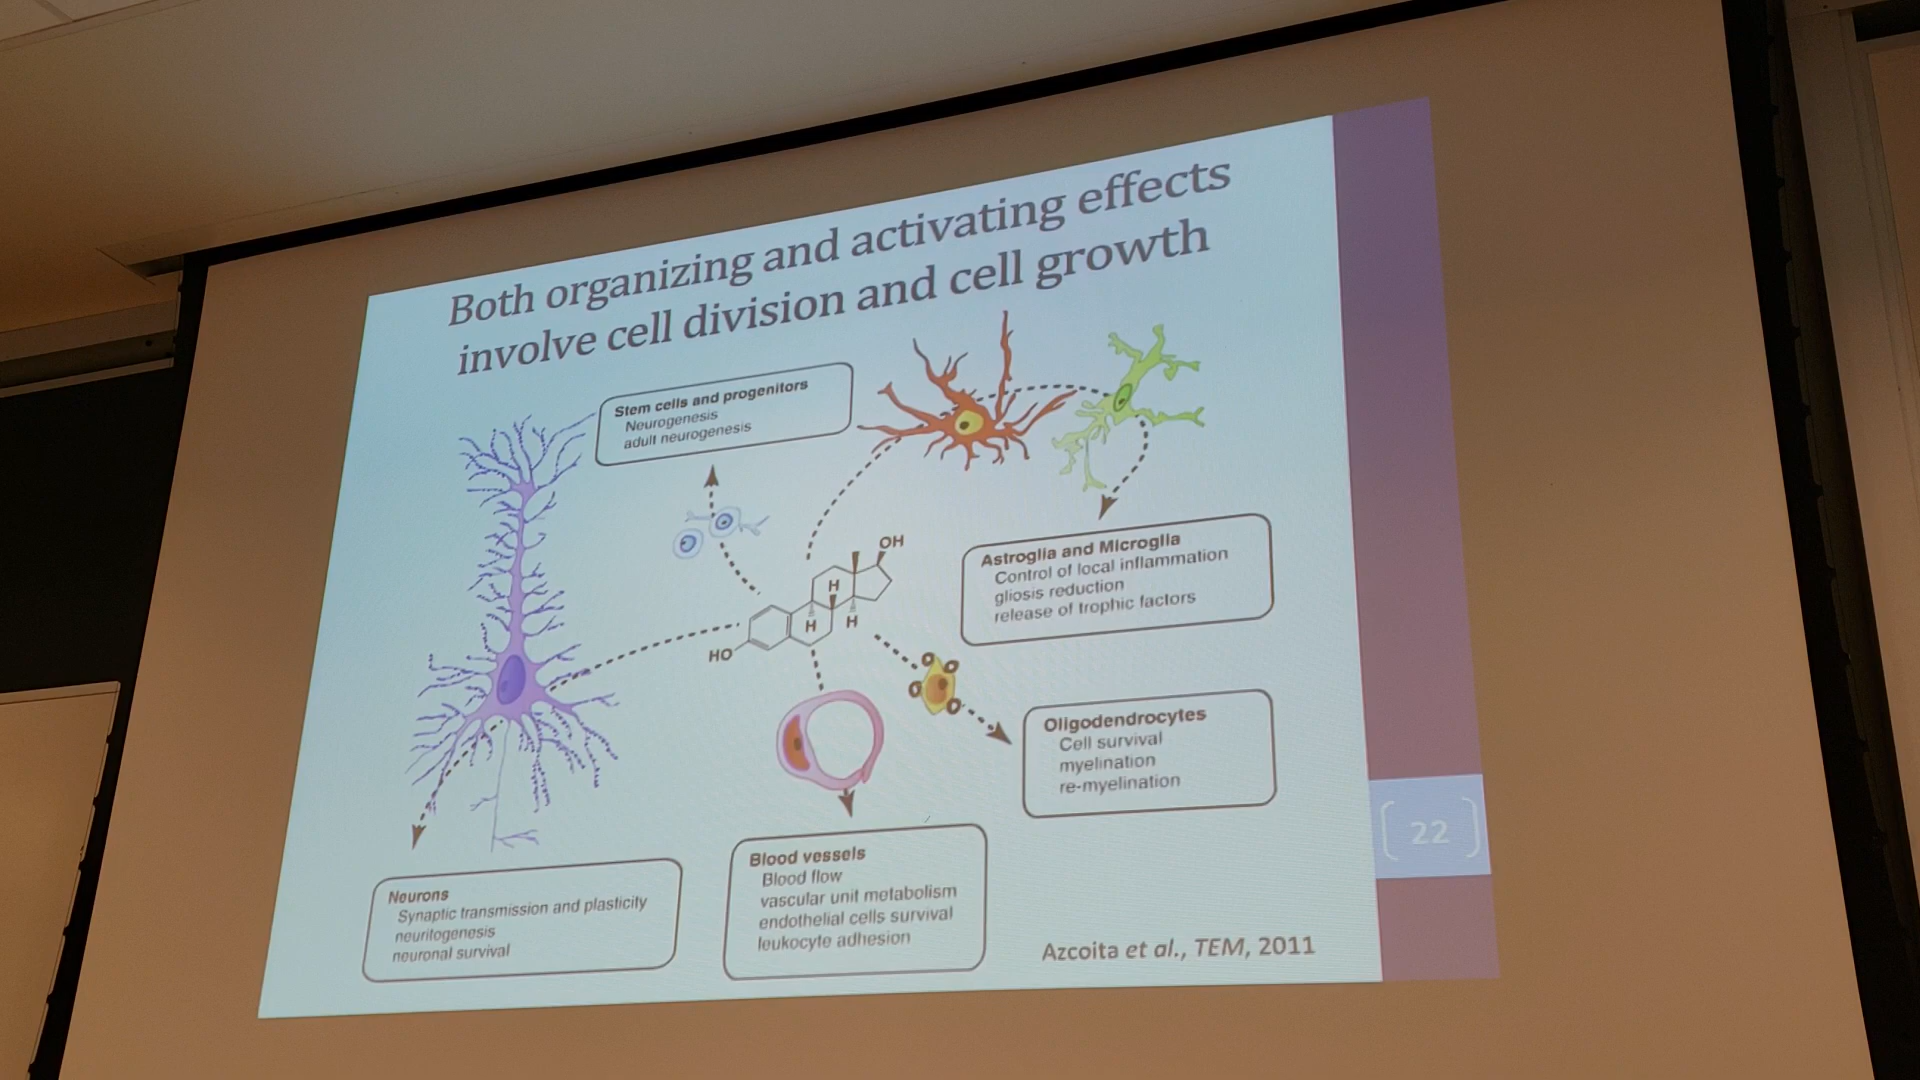 Both organizing and activating effects
involve cell division and cell growth
Stem cells and progenitors
Neurogenesis
adult neurogenesis
OH
H
H
H
HO
Astroglia and Microglia
Control of local inflammation
gliosis reduction
release of trophic factors
Oligodendrocytes
Cell survival
myelination
re-myelination
22
Neurons
Synaptic transmission and plasticity
neuritogenesis
neuronal survival
Blood vessels
Blood flow
vascular unit metabolism
endothelial cells survival
leukocyte adhesion
Azcoita et al., TEM, 2011